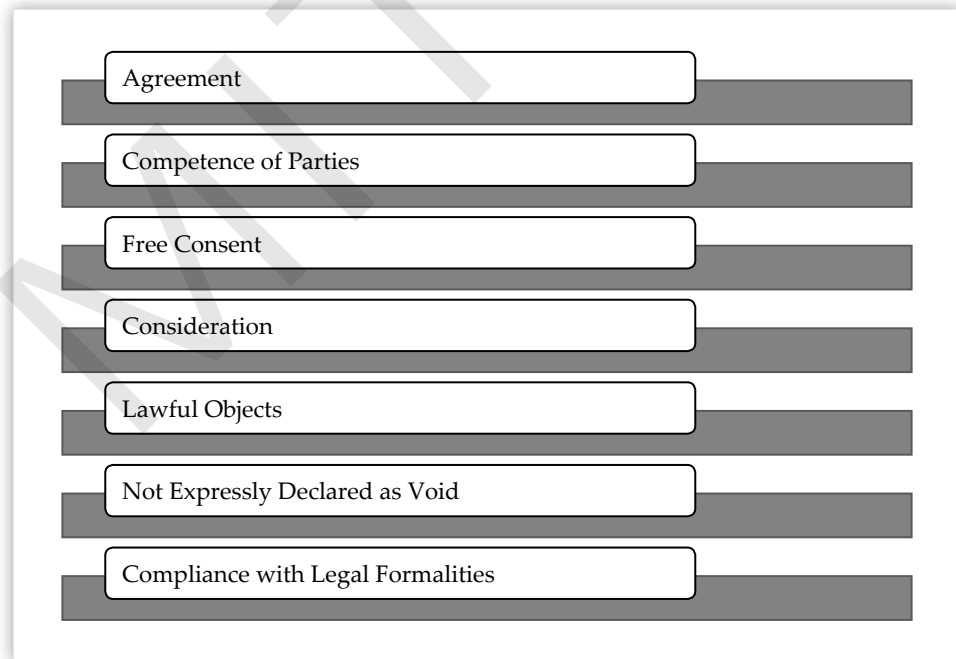 Agreement
Competence of Parties
Free Consent
Consideration
Lawful Objects
Not Expressly Declared as Void
Compliance with Legal Formalities